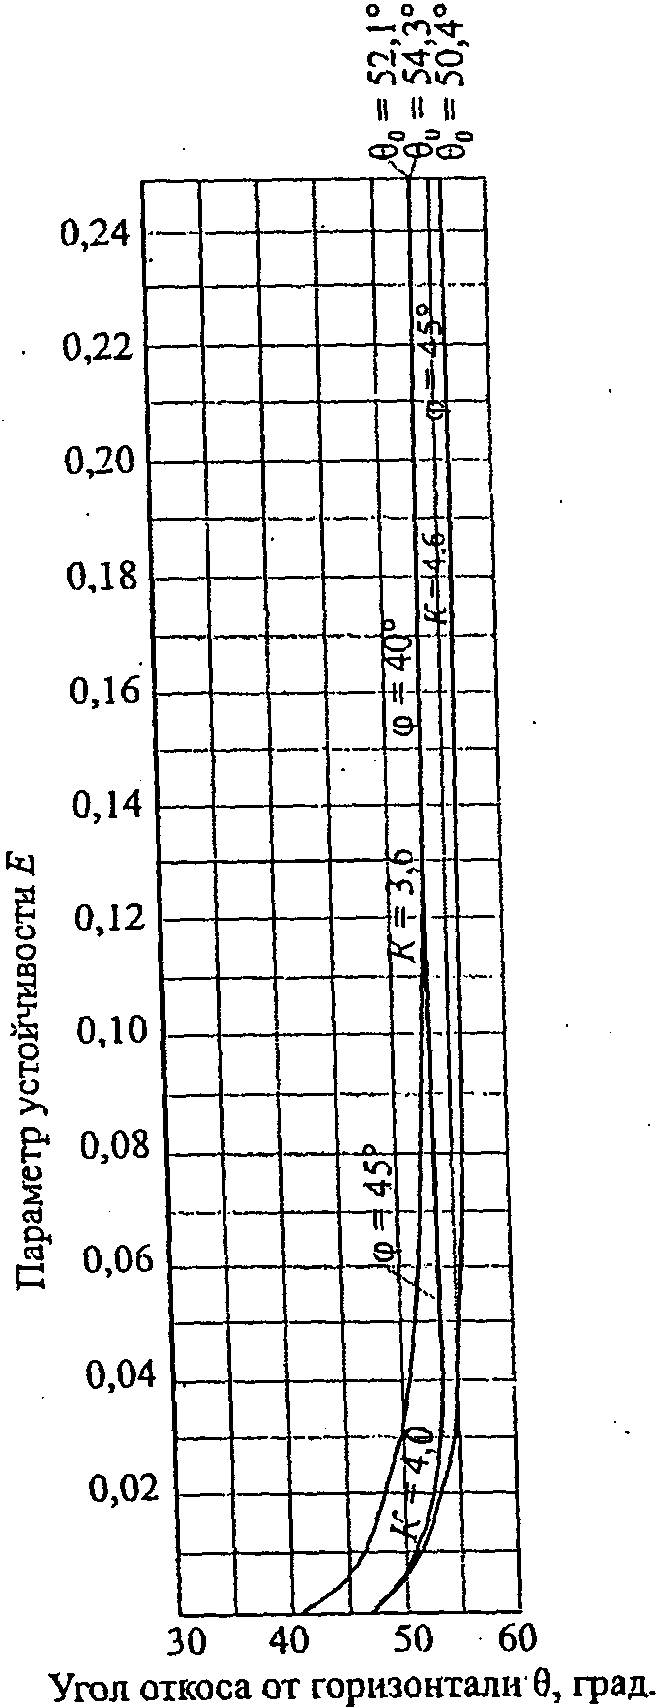 θ₀ = 52,1°
θ₀ = 54,3°
θ₀ = 50,4°
0,24
0,22
0,20
0,18
0,16
0,14
0,12
0,10
0,08
0,06
0,04
0,02
Параметр устойчивости E
φ = 45°
K = 4,6
φ = 40°
K = 3,6
φ = 45°
K = 4,0
30 40 50 60
Угол откоса от горизонтали θ, град.